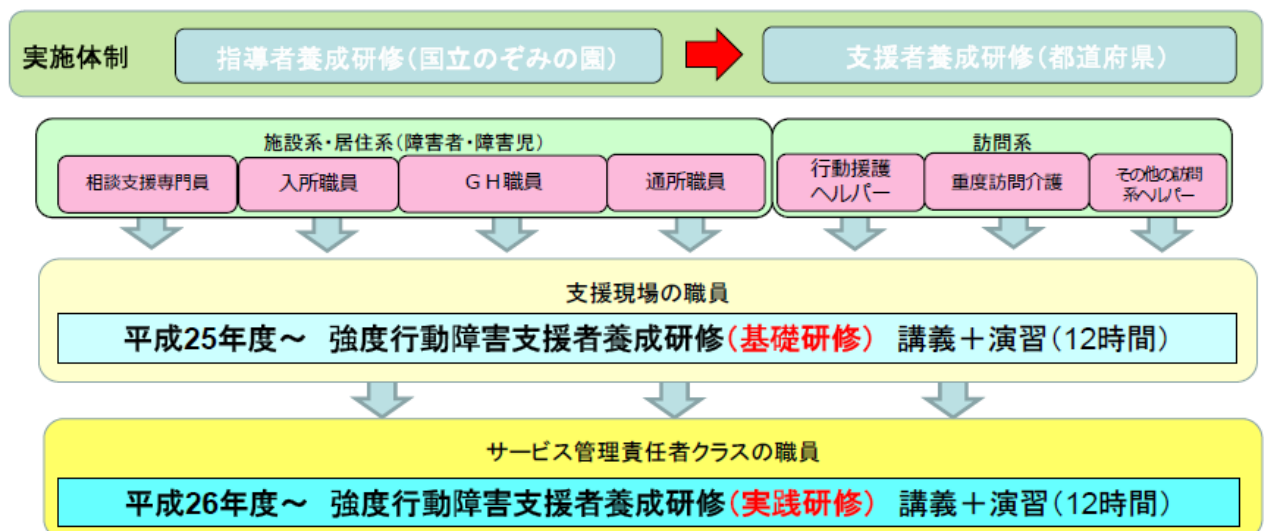 実施体制
指導者養成研修(国立のぞみの園)
支援者養成研修(都道府県)
施設系・居住系(障害者・障害児)
訪問系
相談支援専門員
入所職員
GH職員
通所職員
行動援護
ヘルパー
重度訪問介護
その他の訪問
系ヘルパー
支援現場の職員
平成25年度~ 強度行動障害支援者養成研修(基礎研修) 講義+演習(12時間)
サービス管理責任者クラスの職員
平成26年度~ 強度行動障害支援者養成研修(実践研修) 講義+演習(12時間)